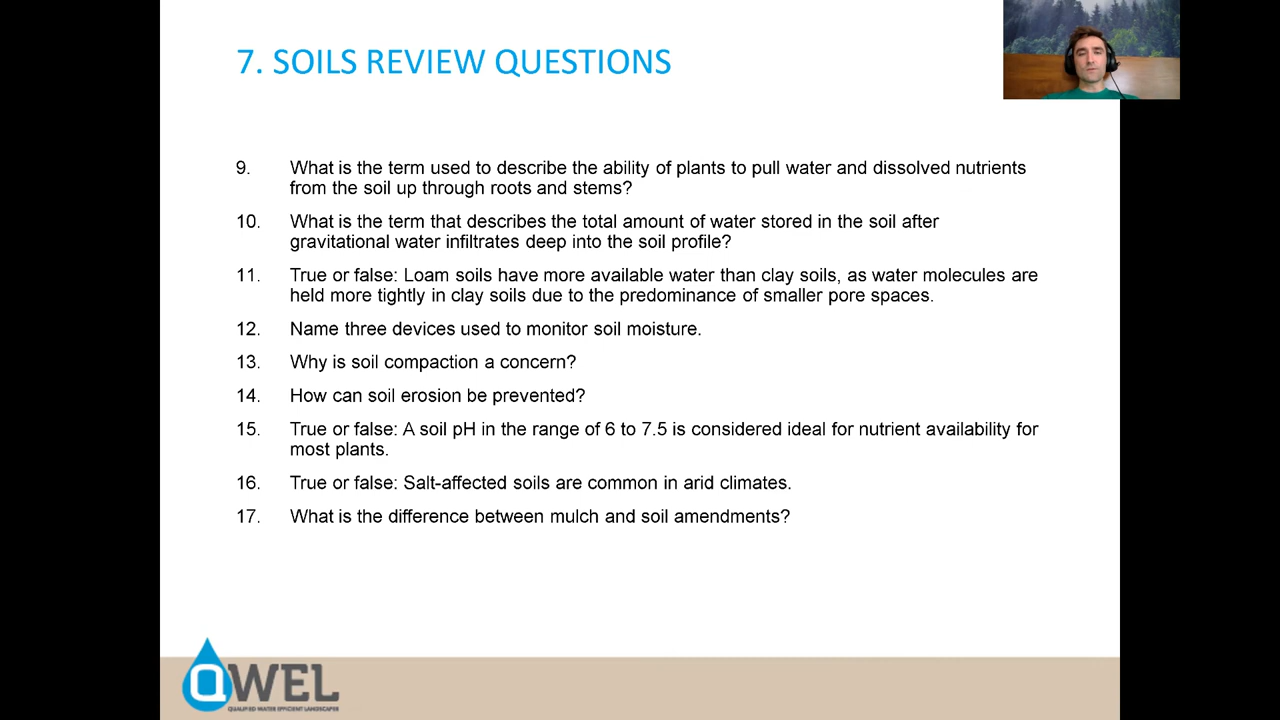 7. SOILS REVIEW QUESTIONS
9. What is the term used to describe the ability of plants to pull water and dissolved nutrients
from the soil up through roots and stems?
10. What is the term that describes the total amount of water stored in the soil after
gravitational water infiltrates deep into the soil profile?
11. True or false: Loam soils have more available water than clay soils, as water molecules are
held more tightly in clay soils due to the predominance of smaller pore spaces.
12. Name three devices used to monitor soil moisture.
13. Why is soil compaction a concern?
14. How can soil erosion be prevented?
15. True or false: A soil pH in the range of 6 to 7.5 is considered ideal for nutrient availability for
most plants.
16. True or false: Salt-affected soils are common in arid climates.
17. What is the difference between mulch and soil amendments?
QWEL
QUALIFIED WATER EFFICIENT LANDSCAPER